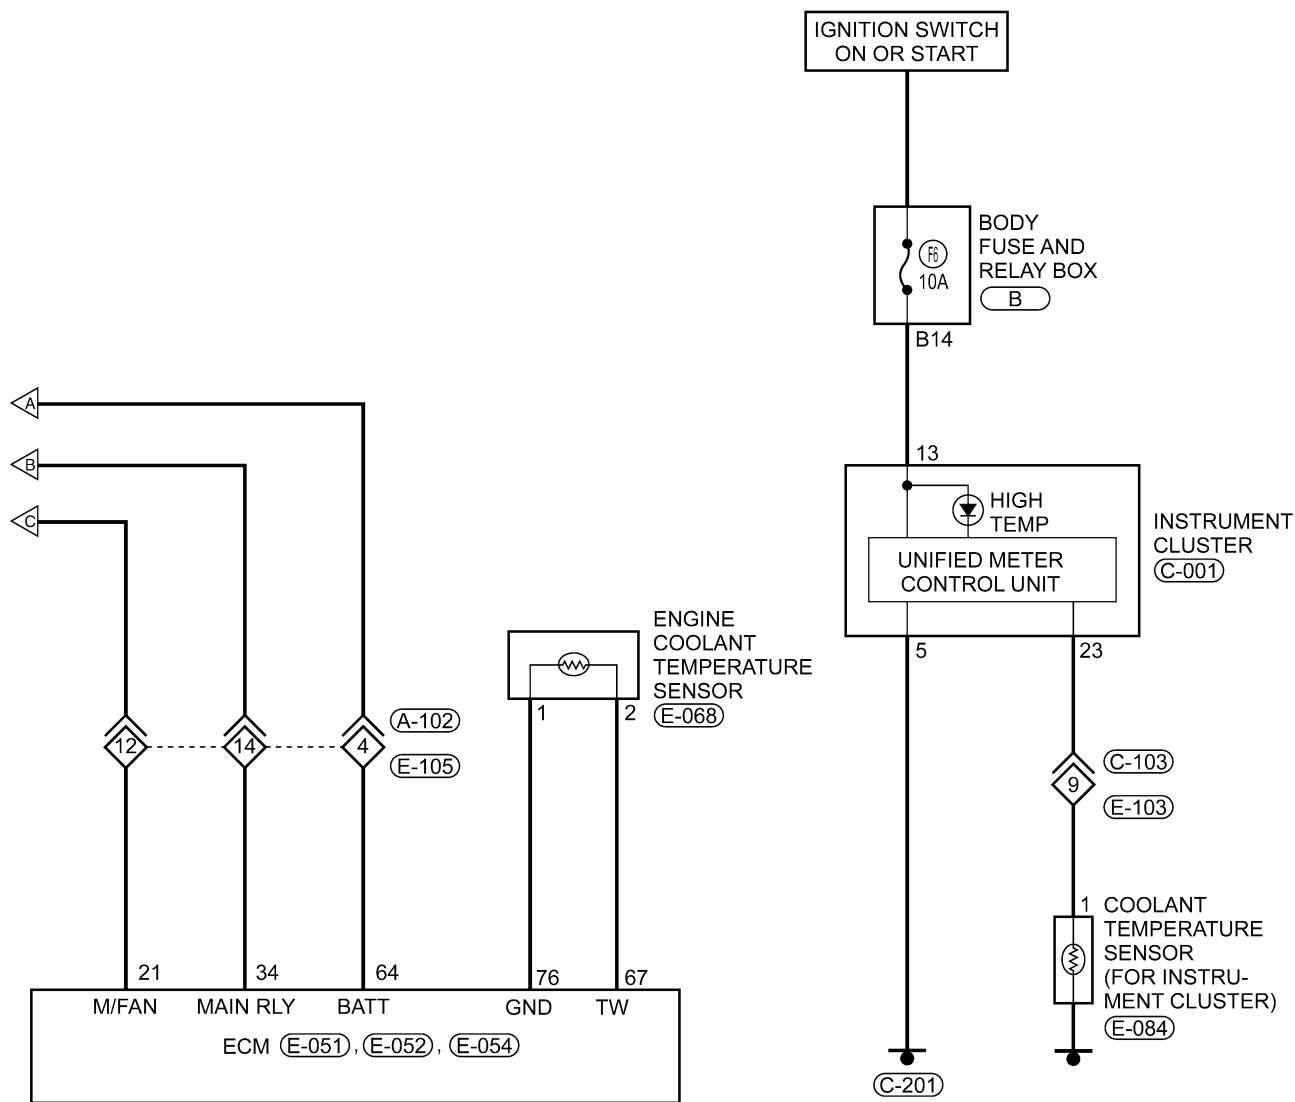 IGNITION SWITCH
ON OR START
BODY
FUSE AND
RELAY BOX
B
F6
10A
B14
A
B
C
13
HIGH
TEMP
UNIFIED METER
CONTROL UNIT
INSTRUMENT
CLUSTER
C-001
5
23
ENGINE
COOLANT
TEMPERATURE
SENSOR
E-068
1
2
12
14
4
A-102
E-105
9
C-103
E-103
1
COOLANT
TEMPERATURE
SENSOR
(FOR INSTRU-
MENT CLUSTER)
E-084
21
34
64
76
67
M/FAN
MAIN RLY
BATT
GND
TW
ECM E-051 , E-052 , E-054
C-201